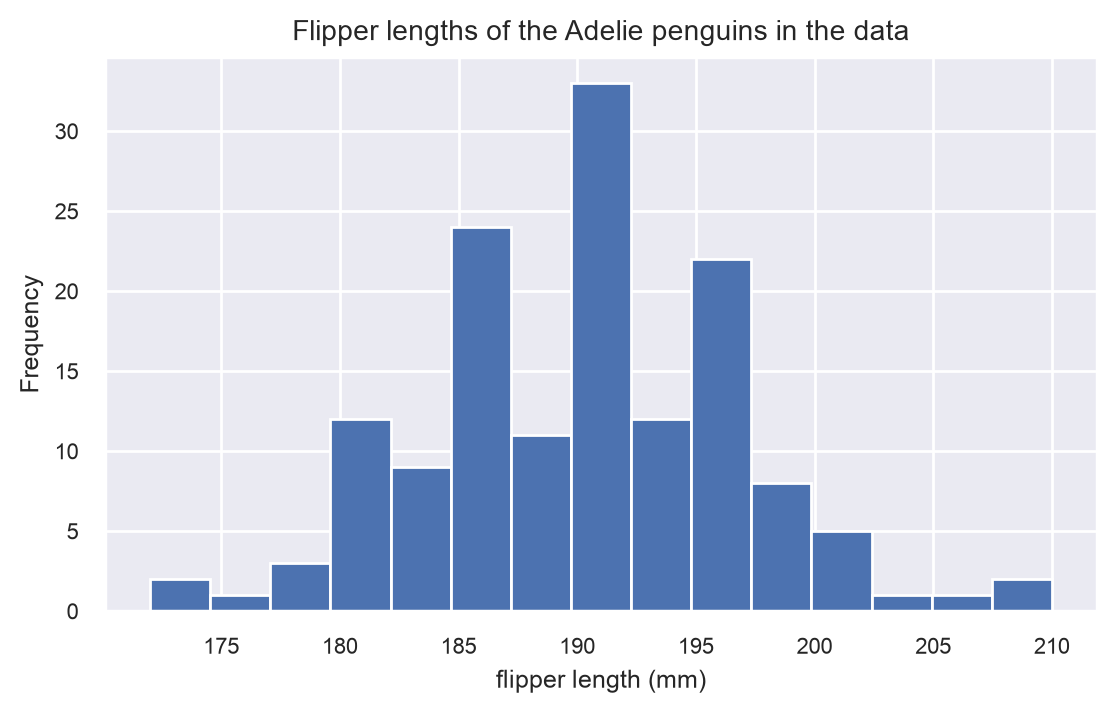 Flipper lengths of the Adelie penguins in the data
Frequency
30
25
20
15
10
5
0
175 180 185 190 195 200 205 210
flipper length (mm)